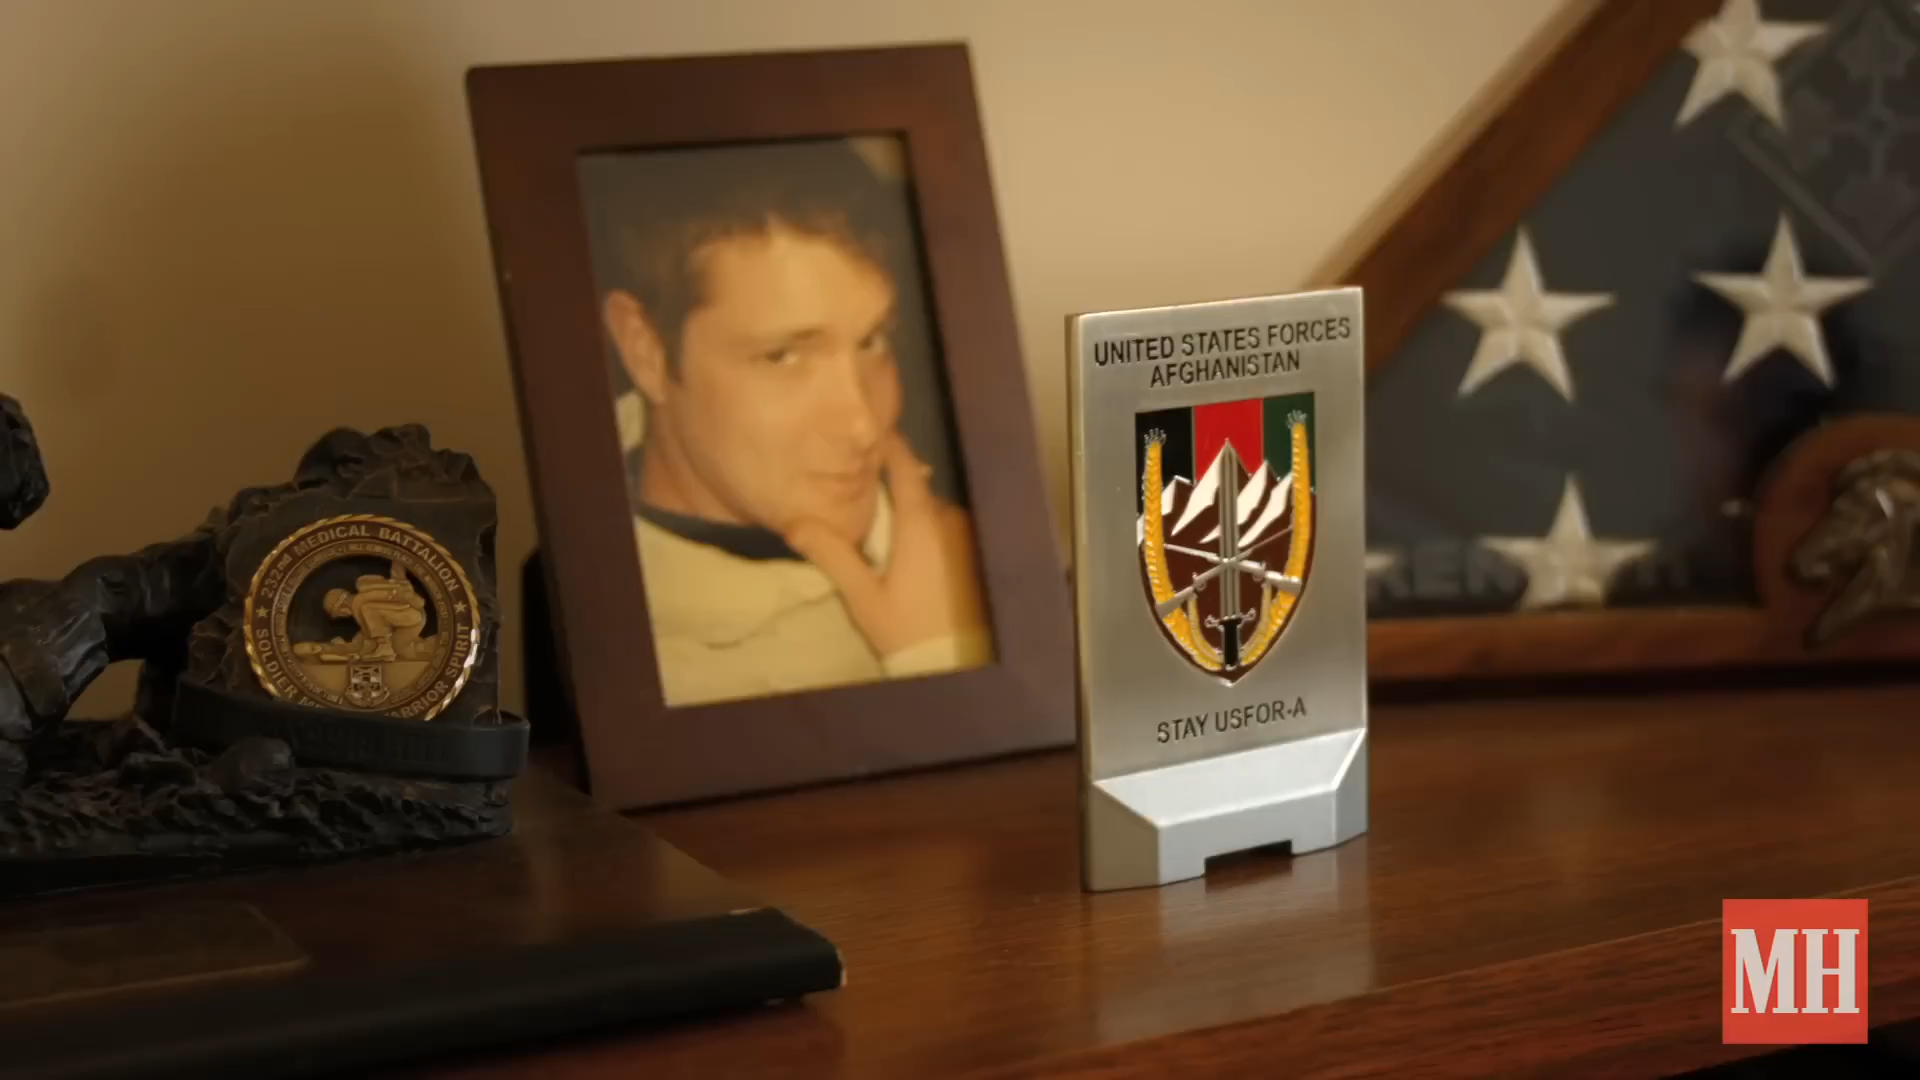 UNITED STATES FORCES
AFGHANISTAN
STAY USFOR-A
232nd MEDICAL BATTALION
SOLDIER
WARRIOR SPIRIT
MH